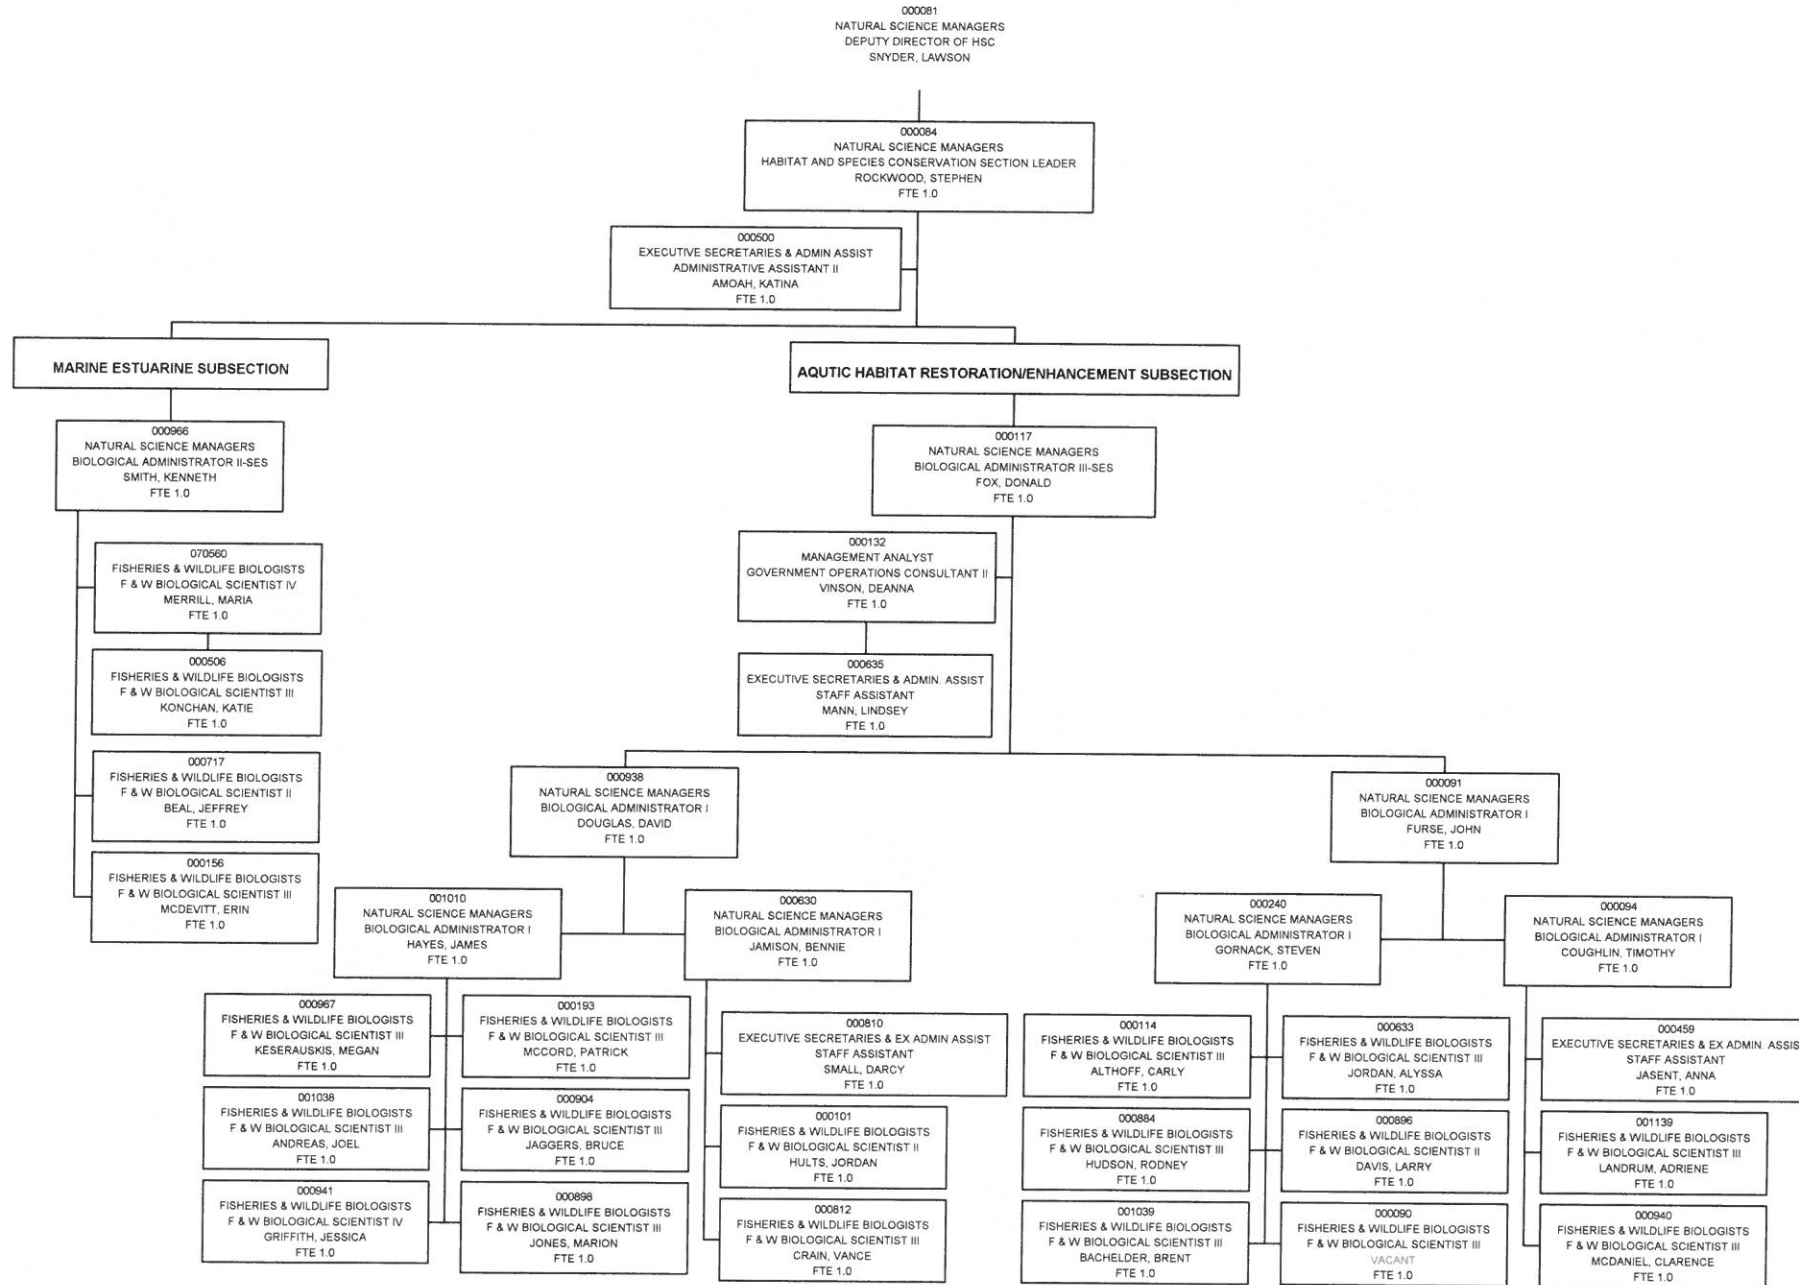 000081
NATURAL SCIENCE MANAGERS
DEPUTY DIRECTOR OF HSC
SNYDER, LAWSON
000084
NATURAL SCIENCE MANAGERS
HABITAT AND SPECIES CONSERVATION SECTION LEADER
ROCKWOOD, STEPHEN
FTE 1.0
000500
EXECUTIVE SECRETARIES & ADMIN ASSIST
ADMINISTRATIVE ASSISTANT II
AMOAH, KATINA
FTE 1.0
MARINE ESTUARINE SUBSECTION
AQUTIC HABITAT RESTORATION/ENHANCEMENT SUBSECTION
000966
NATURAL SCIENCE MANAGERS
BIOLOGICAL ADMINISTRATOR II-SES
SMITH, KENNETH
FTE 1.0
070560
FISHERIES & WILDLIFE BIOLOGISTS
F & W BIOLOGICAL SCIENTIST IV
MERRILL, MARIA
FTE 1.0
000506
FISHERIES & WILDLIFE BIOLOGISTS
F & W BIOLOGICAL SCIENTIST III
KONCHAN, KATIE
FTE 1.0
000717
FISHERIES & WILDLIFE BIOLOGISTS
F & W BIOLOGICAL SCIENTIST II
BEAL, JEFFREY
FTE 1.0
000156
FISHERIES & WILDLIFE BIOLOGISTS
F & W BIOLOGICAL SCIENTIST III
MCDEVITT, ERIN
FTE 1.0
000117
NATURAL SCIENCE MANAGERS
BIOLOGICAL ADMINISTRATOR III-SES
FOX, DONALD
FTE 1.0
000132
MANAGEMENT ANALYST
GOVERNMENT OPERATIONS CONSULTANT II
VINSON, DEANNA
FTE 1.0
000635
EXECUTIVE SECRETARIES & ADMIN. ASSIST
STAFF ASSISTANT
MANN, LINDSEY
FTE 1.0
000938
NATURAL SCIENCE MANAGERS
BIOLOGICAL ADMINISTRATOR I
DOUGLAS, DAVID
FTE 1.0
000091
NATURAL SCIENCE MANAGERS
BIOLOGICAL ADMINISTRATOR I
FURSE, JOHN
FTE 1.0
001010
NATURAL SCIENCE MANAGERS
BIOLOGICAL ADMINISTRATOR I
HAYES, JAMES
FTE 1.0
000630
NATURAL SCIENCE MANAGERS
BIOLOGICAL ADMINISTRATOR I
JAMISON, BENNIE
FTE 1.0
000240
NATURAL SCIENCE MANAGERS
BIOLOGICAL ADMINISTRATOR I
GORNACK, STEVEN
FTE 1.0
000094
NATURAL SCIENCE MANAGERS
BIOLOGICAL ADMINISTRATOR I
COUGHLIN, TIMOTHY
FTE 1.0
000967
FISHERIES & WILDLIFE BIOLOGISTS
F & W BIOLOGICAL SCIENTIST III
KESERAUSKIS, MEGAN
FTE 1.0
000193
FISHERIES & WILDLIFE BIOLOGISTS
F & W BIOLOGICAL SCIENTIST III
MCCORD, PATRICK
FTE 1.0
001038
FISHERIES & WILDLIFE BIOLOGISTS
F & W BIOLOGICAL SCIENTIST III
ANDREAS, JOEL
FTE 1.0
000904
FISHERIES & WILDLIFE BIOLOGISTS
F & W BIOLOGICAL SCIENTIST III
JAGGERS, BRUCE
FTE 1.0
000941
FISHERIES & WILDLIFE BIOLOGISTS
F & W BIOLOGICAL SCIENTIST IV
GRIFFITH, JESSICA
FTE 1.0
000898
FISHERIES & WILDLIFE BIOLOGISTS
F & W BIOLOGICAL SCIENTIST III
JONES, MARION
FTE 1.0
000810
EXECUTIVE SECRETARIES & EX ADMIN ASSIST
STAFF ASSISTANT
SMALL, DARCY
FTE 1.0
000101
FISHERIES & WILDLIFE BIOLOGISTS
F & W BIOLOGICAL SCIENTIST II
HULTS, JORDAN
FTE 1.0
000812
FISHERIES & WILDLIFE BIOLOGISTS
F & W BIOLOGICAL SCIENTIST III
CRAIN, VANCE
FTE 1.0
000114
FISHERIES & WILDLIFE BIOLOGISTS
F & W BIOLOGICAL SCIENTIST III
ALTHOFF, CARLY
FTE 1.0
000633
FISHERIES & WILDLIFE BIOLOGISTS
F & W BIOLOGICAL SCIENTIST III
JORDAN, ALYSSA
FTE 1.0
000884
FISHERIES & WILDLIFE BIOLOGISTS
F & W BIOLOGICAL SCIENTIST III
HUDSON, RODNEY
FTE 1.0
000896
FISHERIES & WILDLIFE BIOLOGISTS
F & W BIOLOGICAL SCIENTIST II
DAVIS, LARRY
FTE 1.0
001039
FISHERIES & WILDLIFE BIOLOGISTS
F & W BIOLOGICAL SCIENTIST III
BACHELDER, BRENT
FTE 1.0
000090
FISHERIES & WILDLIFE BIOLOGISTS
F & W BIOLOGICAL SCIENTIST III
VACANT
FTE 1.0
000459
EXECUTIVE SECRETARIES & EX ADMIN. ASSIS
STAFF ASSISTANT
JASENT, ANNA
FTE 1.0
001139
FISHERIES & WILDLIFE BIOLOGISTS
F & W BIOLOGICAL SCIENTIST III
LANDRUM, ADRIENE
FTE 1.0
000940
FISHERIES & WILDLIFE BIOLOGISTS
F & W BIOLOGICAL SCIENTIST III
MCDANIEL, CLARENCE
FTE 1.0